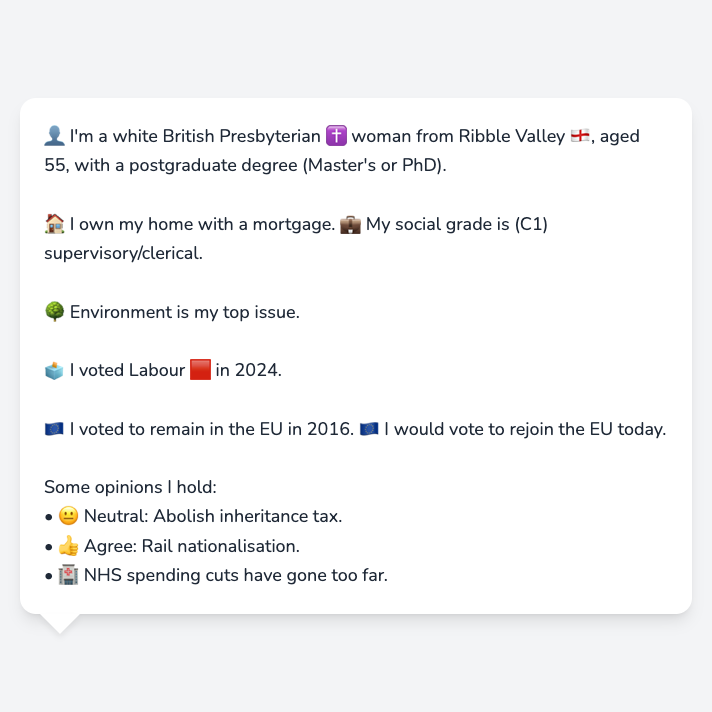 👤 I'm a white British Presbyterian ✝️ woman from Ribble Valley 🏴󠁧󠁢󠁥󠁮󠁧󠁿, aged
55, with a postgraduate degree (Master's or PhD).
🏠 I own my home with a mortgage. 💼 My social grade is (C1)
supervisory/clerical.
🌳 Environment is my top issue.
🗳️ I voted Labour 🟥 in 2024.
🇪🇺 I voted to remain in the EU in 2016. 🇪🇺 I would vote to rejoin the EU today.
Some opinions I hold:
• 😐 Neutral: Abolish inheritance tax.
• 👍 Agree: Rail nationalisation.
• 🏥 NHS spending cuts have gone too far.